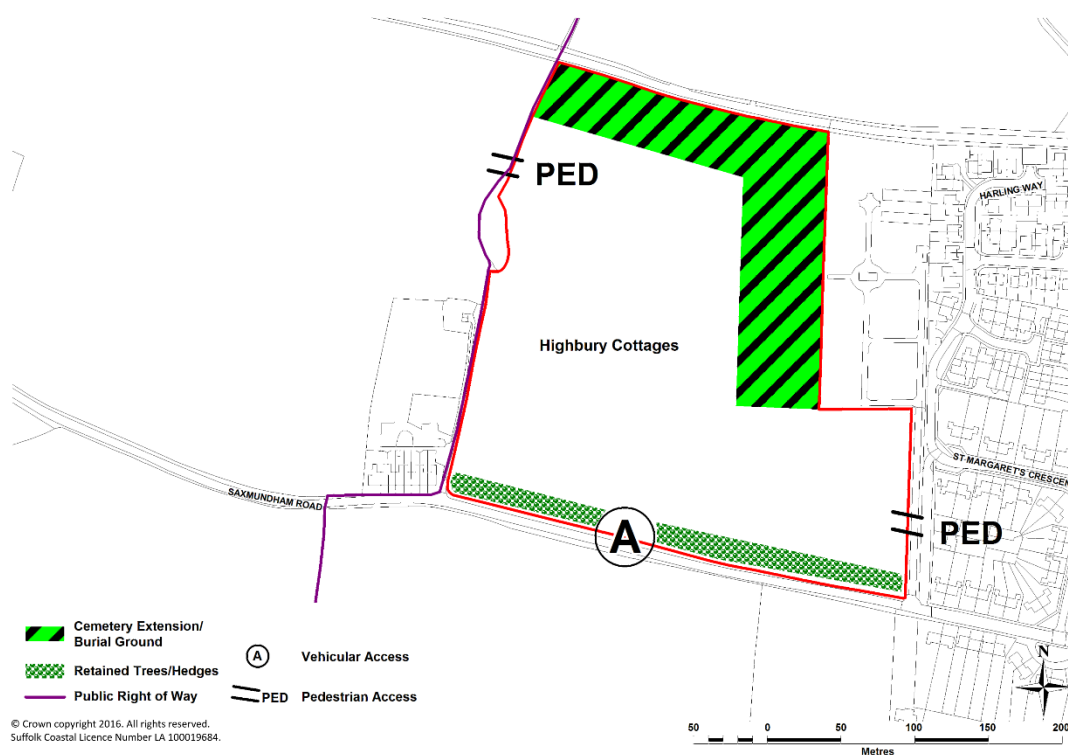 PED
HARLING WAY
Highbury Cottages
ST MARGARET'S CRESCEN
SAXMUNDHAM ROAD
A
PED
Cemetery Extension/
Burial Ground
Retained Trees/Hedges
Public Right of Way
A Vehicular Access
PED Pedestrian Access
© Crown copyright 2016. All rights reserved.
Suffolk Coastal Licence Number LA 100019684.
N
50 0 50 100 150 200
Metres